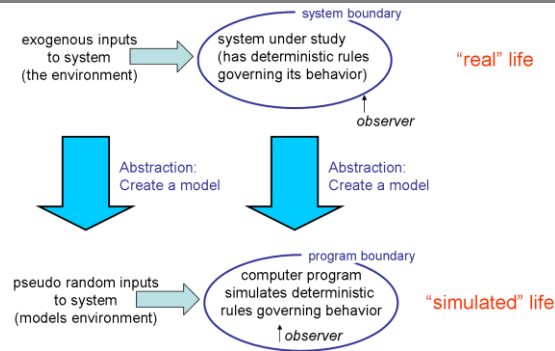 system boundary
exogenous inputs
to system
(the environment)
system under study
(has deterministic rules
governing its behavior)
"real" life
observer
Abstraction:
Create a model
Abstraction:
Create a model
program boundary
pseudo random inputs
to system
(models environment)
computer program
simulates deterministic
rules governing behavior
"simulated" life
observer